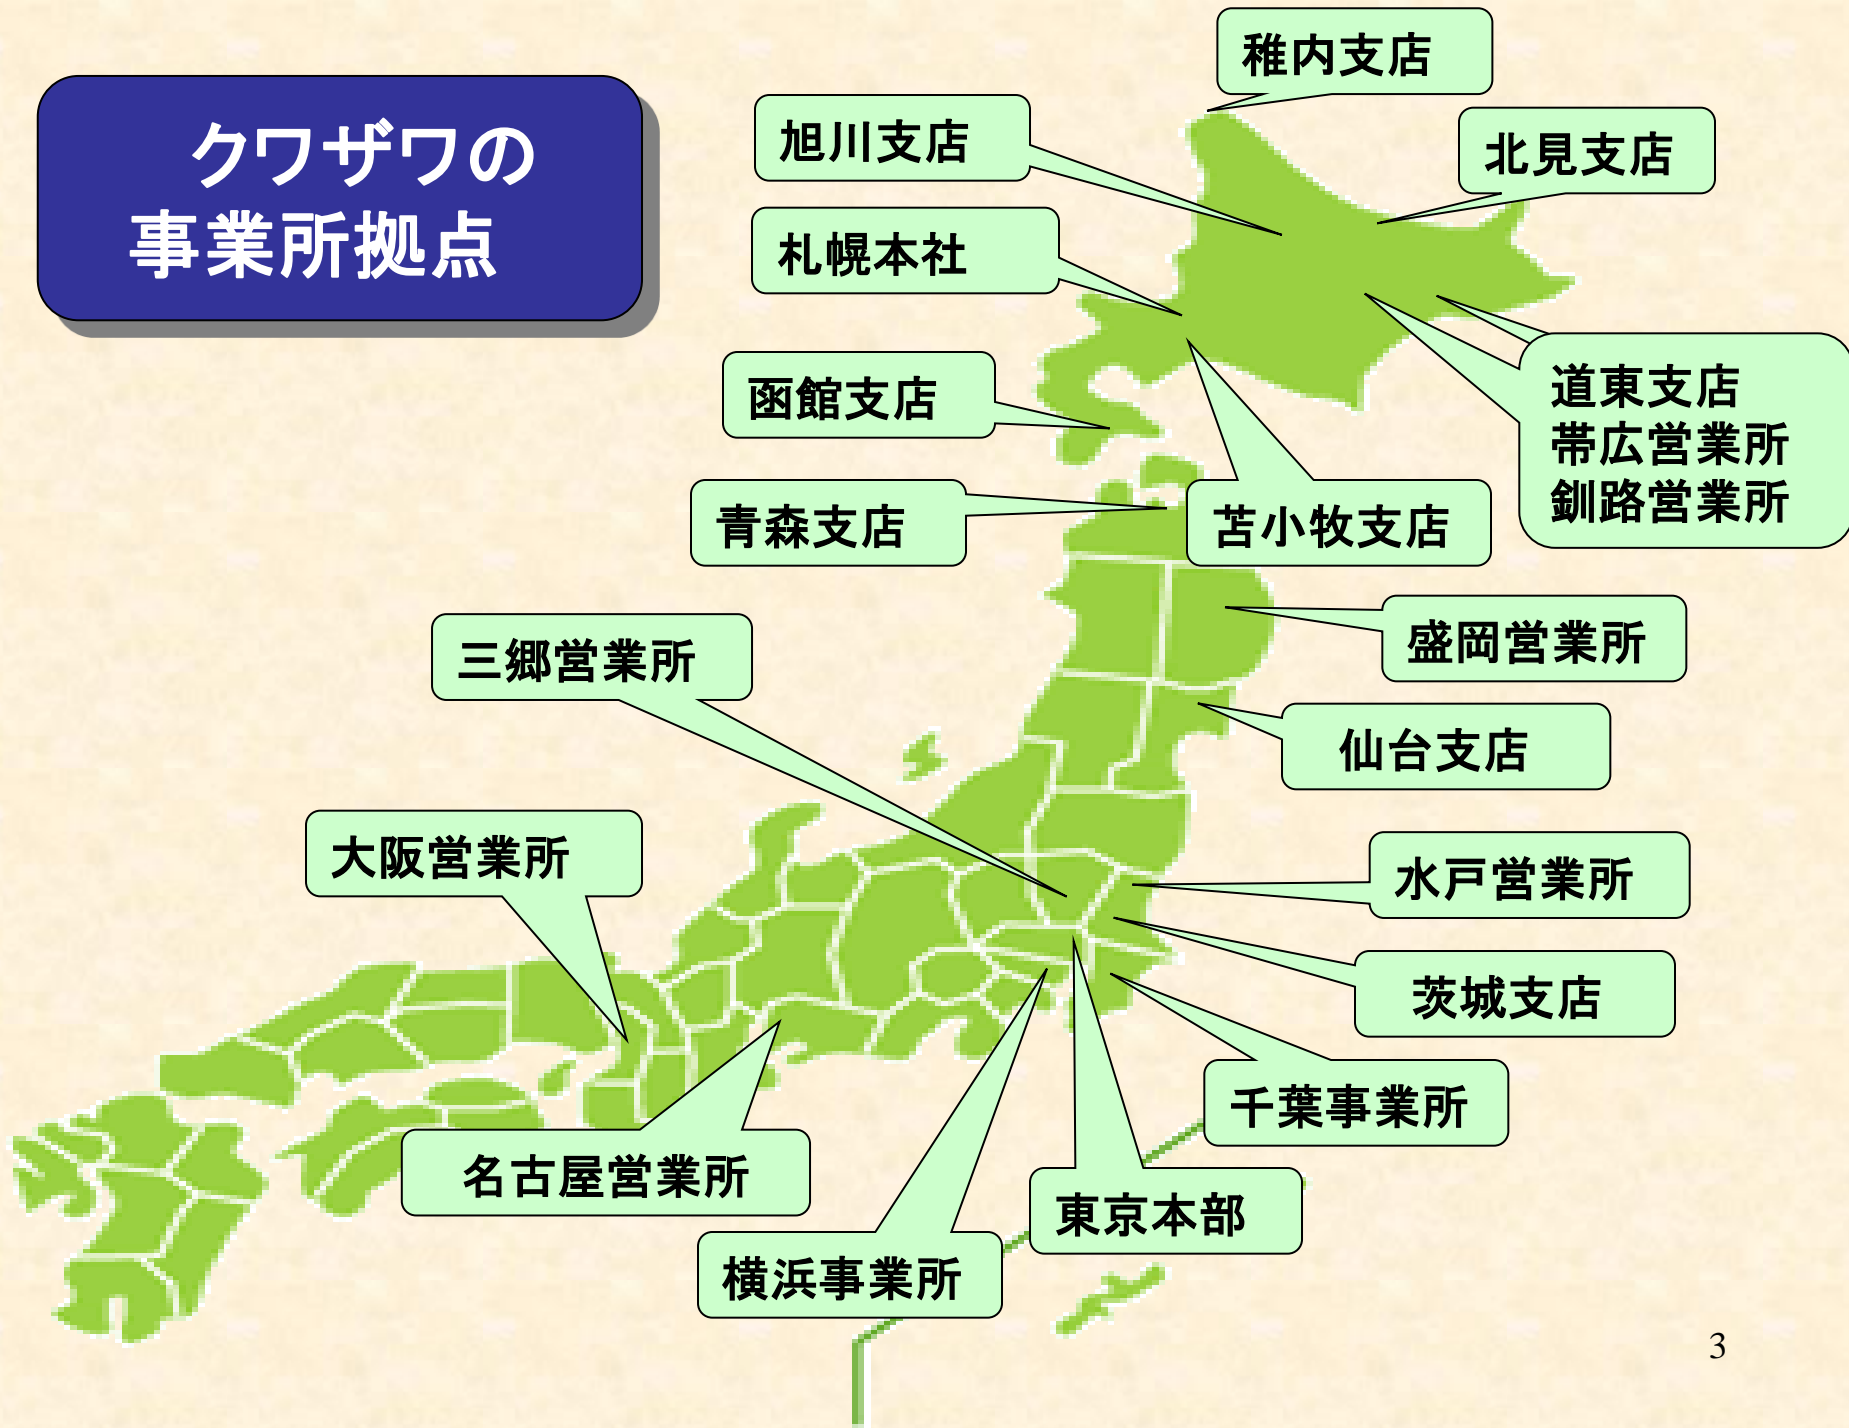 クワザワの
事業所拠点
稚内支店
旭川支店
北見支店
札幌本社
函館支店
道東支店
帯広営業所
釧路営業所
青森支店
苫小牧支店
盛岡営業所
三郷営業所
仙台支店
大阪営業所
水戸営業所
茨城支店
千葉事業所
名古屋営業所
東京本部
横浜事業所
3